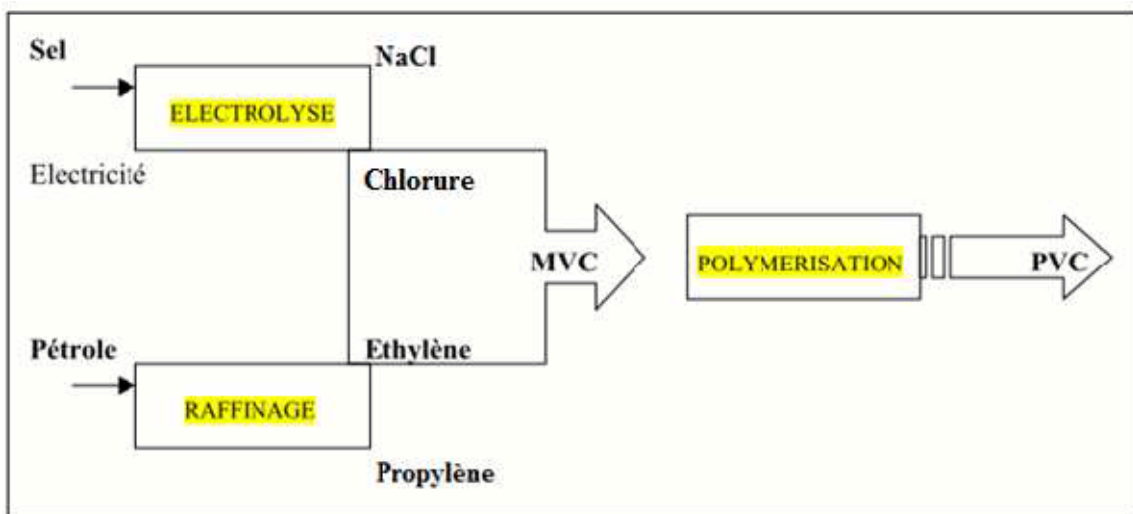 Sel
NaCl
ELECTROLYSE
Electricité
Chlorure
MVC
POLYMERISATION
PVC
Pétrole
Ethylène
RAFFINAGE
Propylène